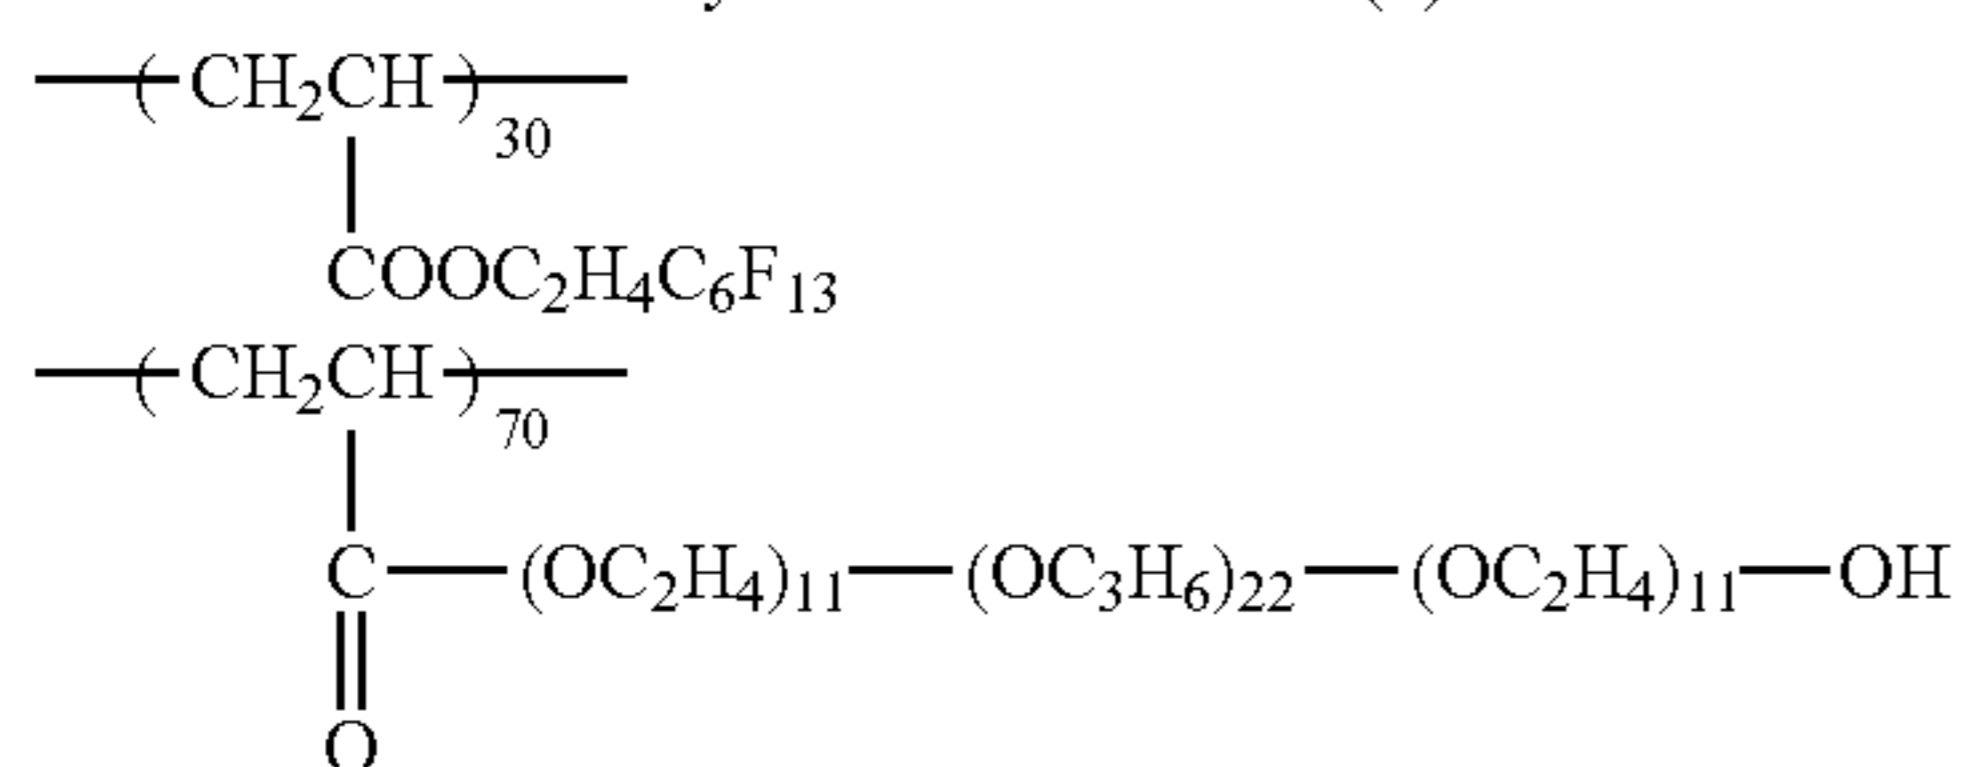 —(CH₂CH)—₃₀
COOC₂H₄C₆F₁₃
—(CH₂CH)—₇₀
C—(OC₂H₄)₁₁—(OC₃H₆)₂₂—(OC₂H₄)₁₁—OH
O